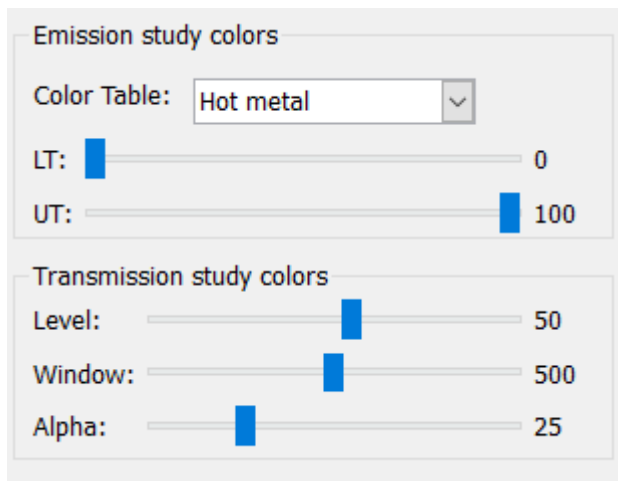 Emission study colors
Color Table: Hot metal
LT: 0
UT: 100
Transmission study colors
Level: 50
Window: 500
Alpha: 25